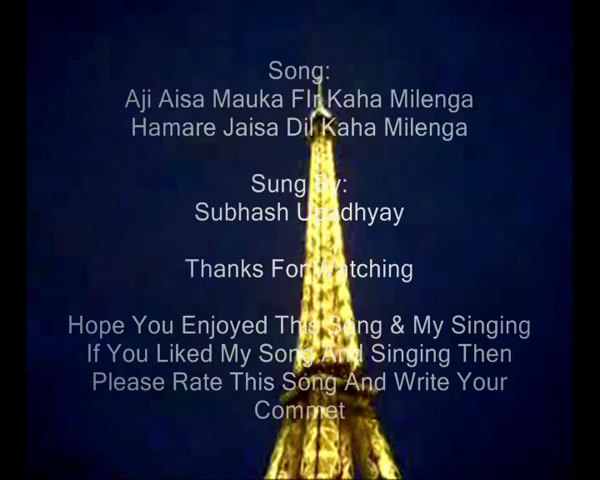 Song:
Aji Aisa Mauka FIr Kaha Milenga
Hamare Jaisa Dil Kaha Milenga
Sung By:
Subhash Upadhyay
Thanks For Watching
Hope You Enjoyed This Song & My Singing
If You Liked My Song And Singing Then
Please Rate This Song And Write Your
Commet